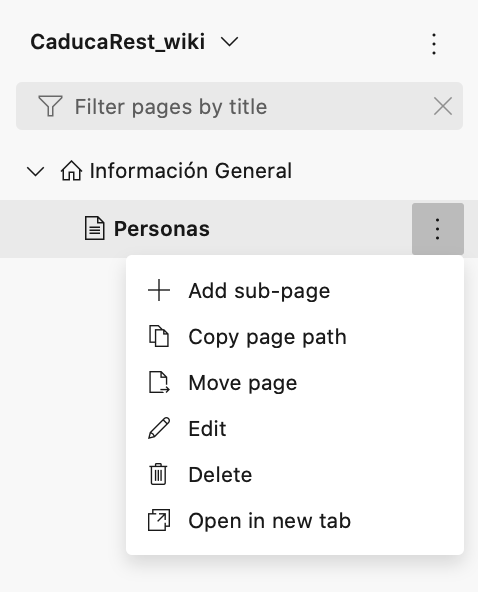 CaducaRest_wiki
Filter pages by title
Información General
Personas
Add sub-page
Copy page path
Move page
Edit
Delete
Open in new tab